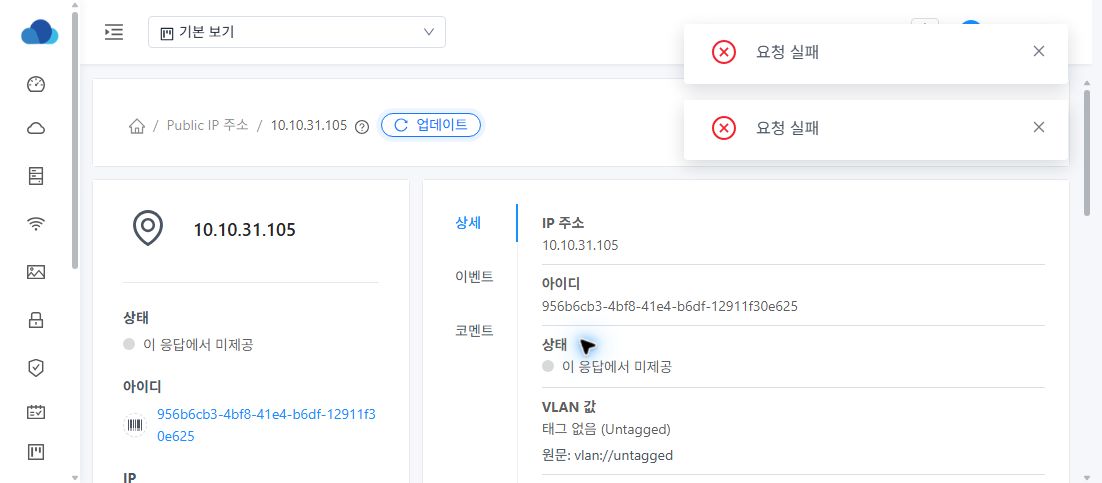 기본 보기
요청 실패
요청 실패
/ Public IP 주소 / 10.10.31.105
업데이트
10.10.31.105
상태
이 응답에서 미제공
아이디
956b6cb3-4bf8-41e4-b6df-12911f3
0e625
IP
상세
이벤트
코멘트
IP 주소
10.10.31.105
아이디
956b6cb3-4bf8-41e4-b6df-12911f30e625
상태
이 응답에서 미제공
VLAN 값
태그 없음 (Untagged)
원문: vlan://untagged